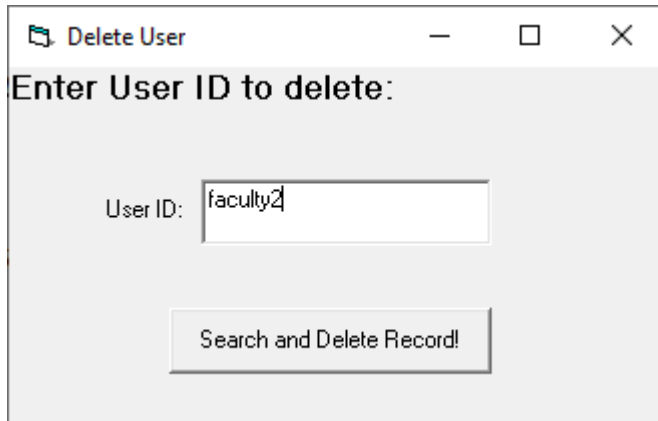 Delete User
Enter User ID to delete:
User ID: faculty2
Search and Delete Record!